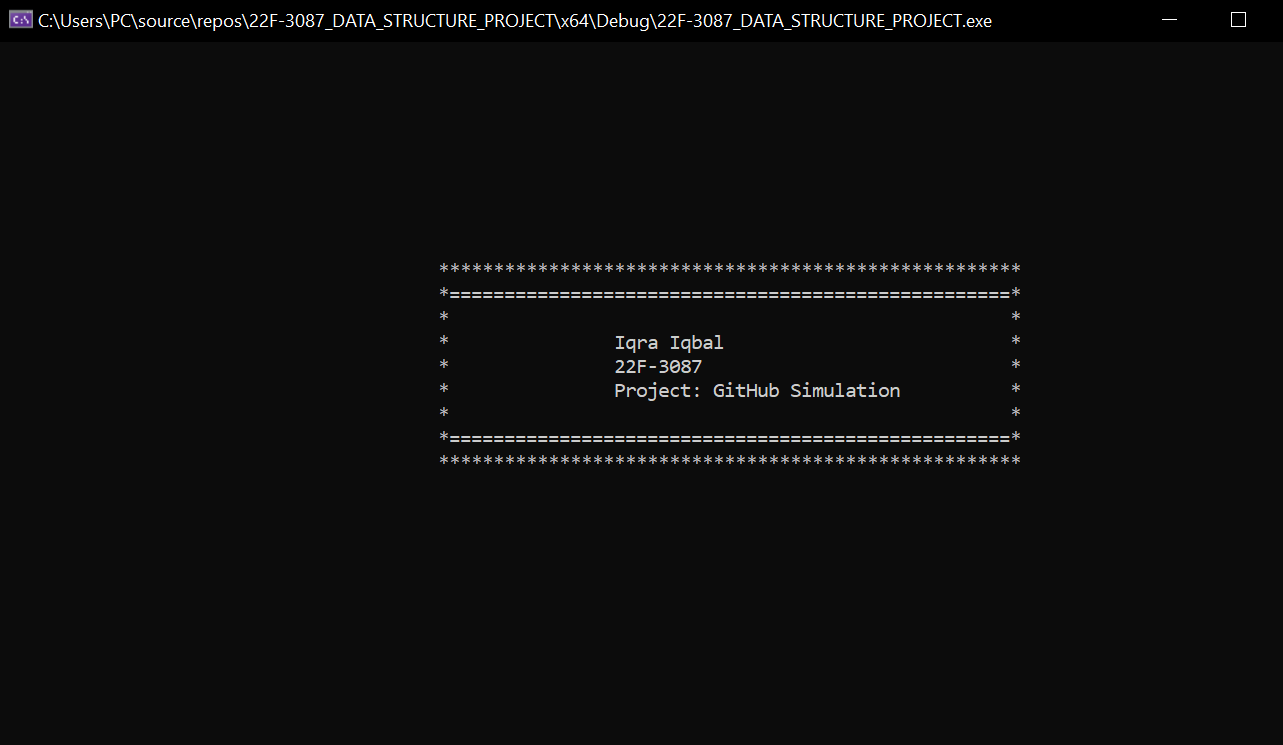 C:\Users\PC\source\repos\22F-3087_DATA_STRUCTURE_PROJECT\x64\Debug\22F-3087_DATA_STRUCTURE_PROJECT.exe
*****************************************************
*===================================================*
* *
* Iqra Iqbal *
* 22F-3087 *
* Project: GitHub Simulation *
* *
*===================================================*
*****************************************************